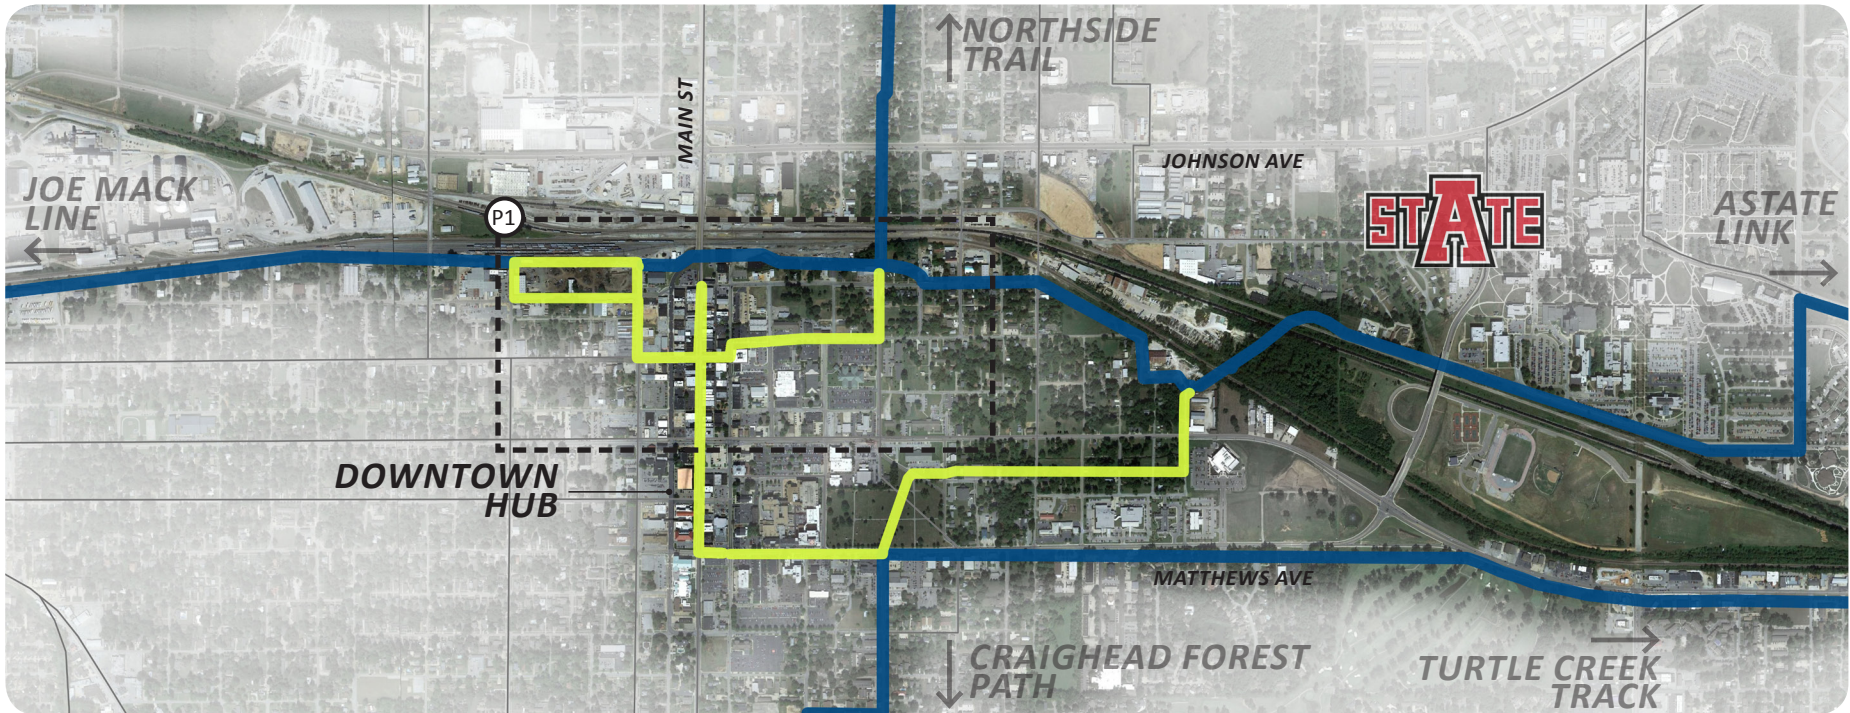 NORTHSIDE
TRAIL
MAIN ST
JOHNSON AVE
JOE MACK
LINE
P1
STATE
ASTATE
LINK
DOWNTOWN
HUB
MATTHEWS AVE
CRAIGHEAD FOREST
PATH
TURTLE CREEK
TRACK